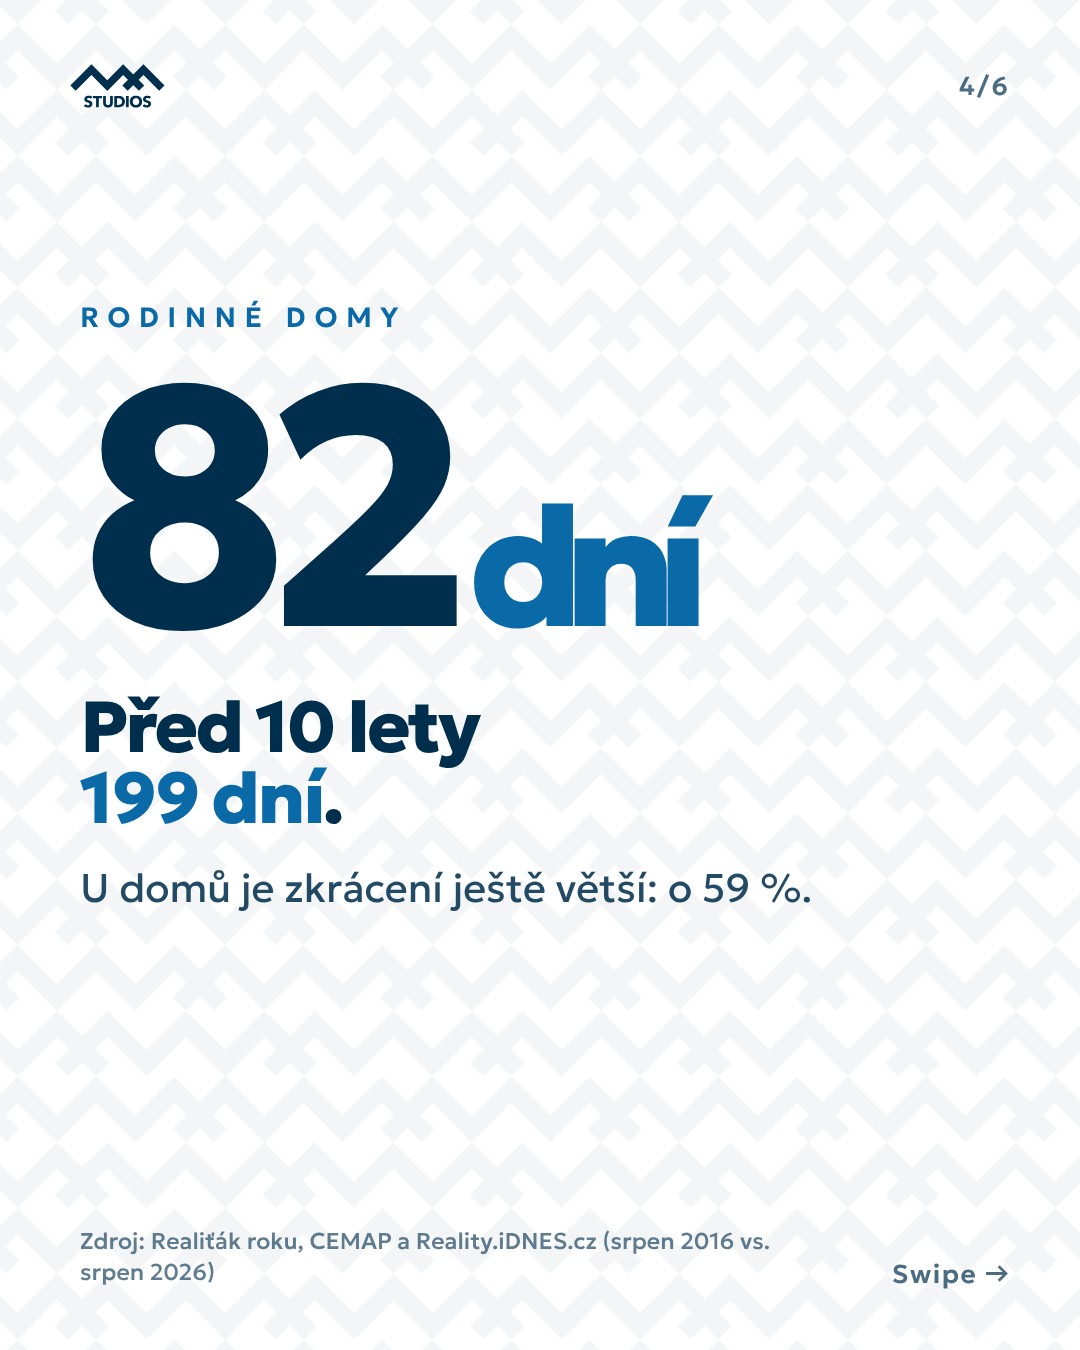 STUDIOS
4/6
RODINNÉ DOMY
82 dní
Před 10 lety
199 dní.
U domů je zkrácení ještě větší: o 59 %.
Zdroj: Realiťák roku, CEMAP a Reality.iDNES.cz (srpen 2016 vs.
srpen 2026)
Swipe →